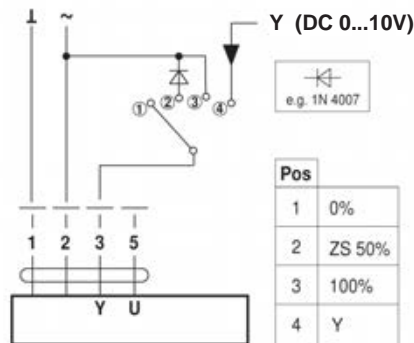 ⊥ ~
Y (DC 0...10V)
① ② ③ ④
e.g. 1N 4007
1 2 3 5
Y U
Pos
1 0%
2 ZS 50%
3 100%
4 Y